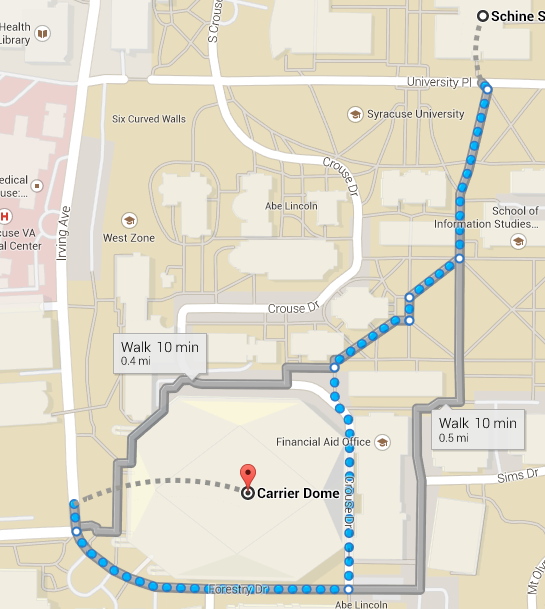 Schine S
Health
Library
S Crouse
University Pl
Six Curved Walls
Syracuse University
Crouse Dr
edical
use:...
Abe Lincoln
School of
Information Studies...
H
cuse VA
al Center
Irving Ave
West Zone
Crouse Dr
Walk 10 min
0.4 mi
Walk 10 min
0.5 mi
Financial Aid Office
Sims Dr
Carrier Dome
Crouse Dr
Forestry Dr
Abe Lincoln
Mt Oliv